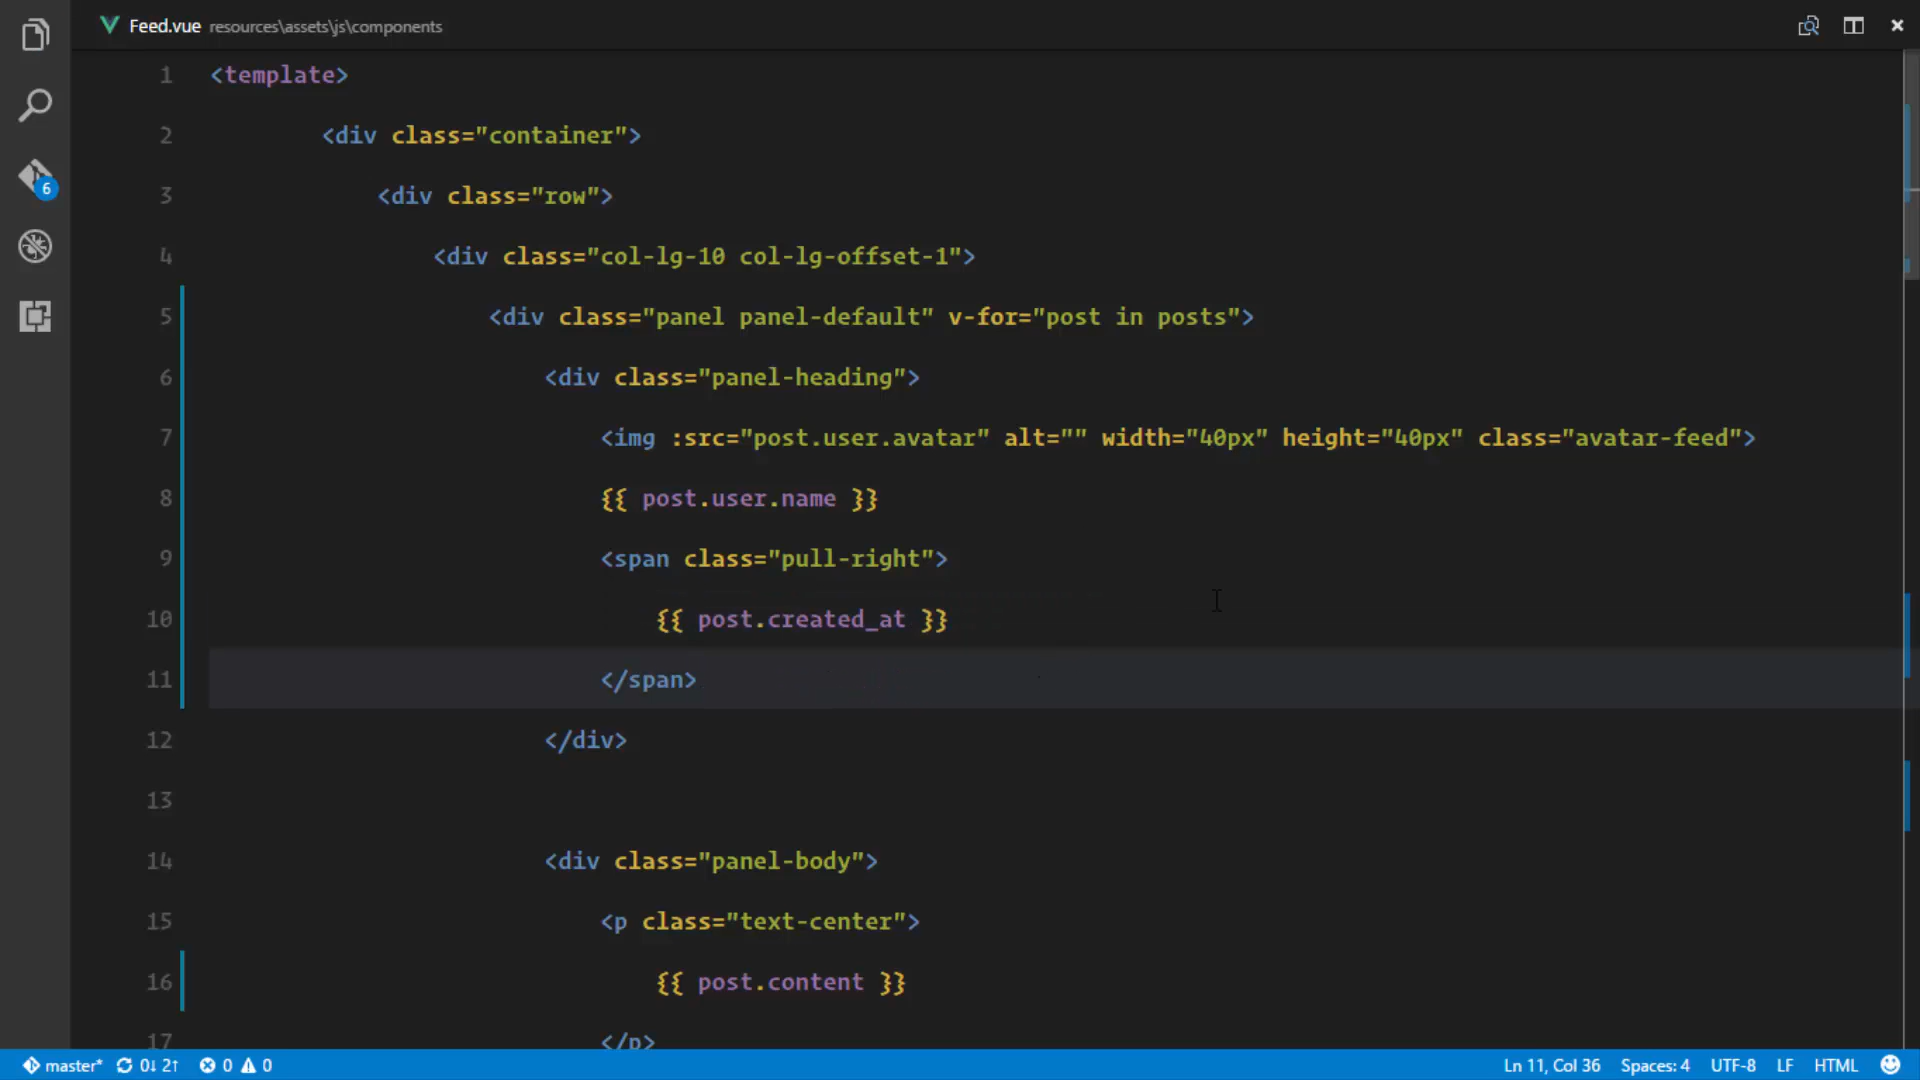 Feed.vue resources\assets\js\components
1 <template>
2 <div class="container">
3 <div class="row">
4 <div class="col-lg-10 col-lg-offset-1">
5 <div class="panel panel-default" v-for="post in posts">
6 <div class="panel-heading">
7 <img :src="post.user.avatar" alt="" width="40px" height="40px" class="avatar-feed">
8 {{ post.user.name }}
9 <span class="pull-right">
10 {{ post.created_at }}
11 </span>
12 </div>
13
14 <div class="panel-body">
15 <p class="text-center">
16 {{ post.content }}
17 </p>
6
master* 0↓ 2↑ 0 0 Ln 11, Col 36 Spaces: 4 UTF-8 LF HTML